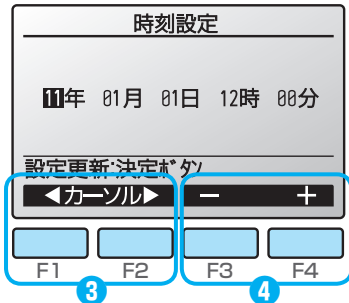 時刻設定
11年 01月 01日 12時 00分
設定更新:決定ボタン
◀カーソル▶ − +
F1 F2 F3 F4
3 4